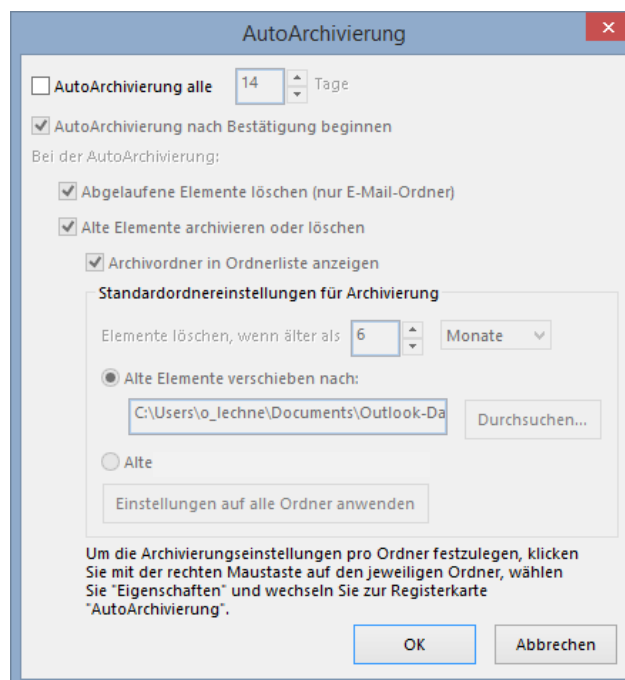 AutoArchivierung
AutoArchivierung alle 14 Tage
AutoArchivierung nach Bestätigung beginnen
Bei der AutoArchivierung:
Abgelaufene Elemente löschen (nur E-Mail-Ordner)
Alte Elemente archivieren oder löschen
Archivordner in Ordnerliste anzeigen
Standardordnereinstellungen für Archivierung
Elemente löschen, wenn älter als 6 Monate
Alte Elemente verschieben nach:
C:\Users\o_lechne\Documents\Outlook-Da Durchsuchen...
Alte
Einstellungen auf alle Ordner anwenden
Um die Archivierungseinstellungen pro Ordner festzulegen, klicken
Sie mit der rechten Maustaste auf den jeweiligen Ordner, wählen
Sie "Eigenschaften" und wechseln Sie zur Registerkarte
"AutoArchivierung".
OK Abbrechen